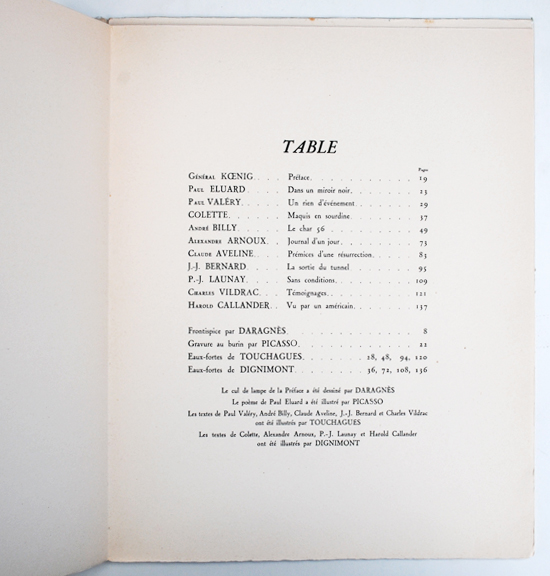 TABLE
Pages
Général KŒNIG. . . . Préface. . . . . . . . . . . 19
Paul ELUARD . . . . Dans un miroir noir. . . . . . . 23
Paul VALÉRY. . . . . Un rien d'événement . . . . . . . 29
COLETTE. . . . . . . Maquis en sourdine. . . . . . . 37
André BILLY . . . . . Le char 56 . . . . . . . . . . 49
Alexandre ARNOUX. . . Journal d'un jour. . . . . . . . 73
Claude AVELINE. . . . Prémices d'une résurrection. . . . . 83
J.-J. BERNARD . . . . La sortie du tunnel . . . . . . . 95
P.-J. LAUNAY. . . . . Sans conditions. . . . . . . . . 109
Charles VILDRAC. . . . Témoignages. . . . . . . . . . 121
Harold CALLANDER . . Vu par un américain. . . . . . . 137
Frontispice par DARAGNÈS. . . . . . . . . . . 8
Gravure au burin par PICASSO. . . . . . . . . . 22
Eaux-fortes de TOUCHAGUES . . . . . . . 28, 48, 94, 120
Eaux-fortes de DIGNIMONT . . . . . . . . 36, 72, 108, 136
Le cul de lampe de la Préface a été dessiné par DARAGNÈS
Le poème de Paul Eluard a été illustré par PICASSO
Les textes de Paul Valéry, André Billy, Claude Aveline, J.-J. Bernard et Charles Vildrac
ont été illustrés par TOUCHAGUES
Les textes de Colette, Alexandre Arnoux, P.-J. Launay et Harold Callander
ont été illustrés par DIGNIMONT